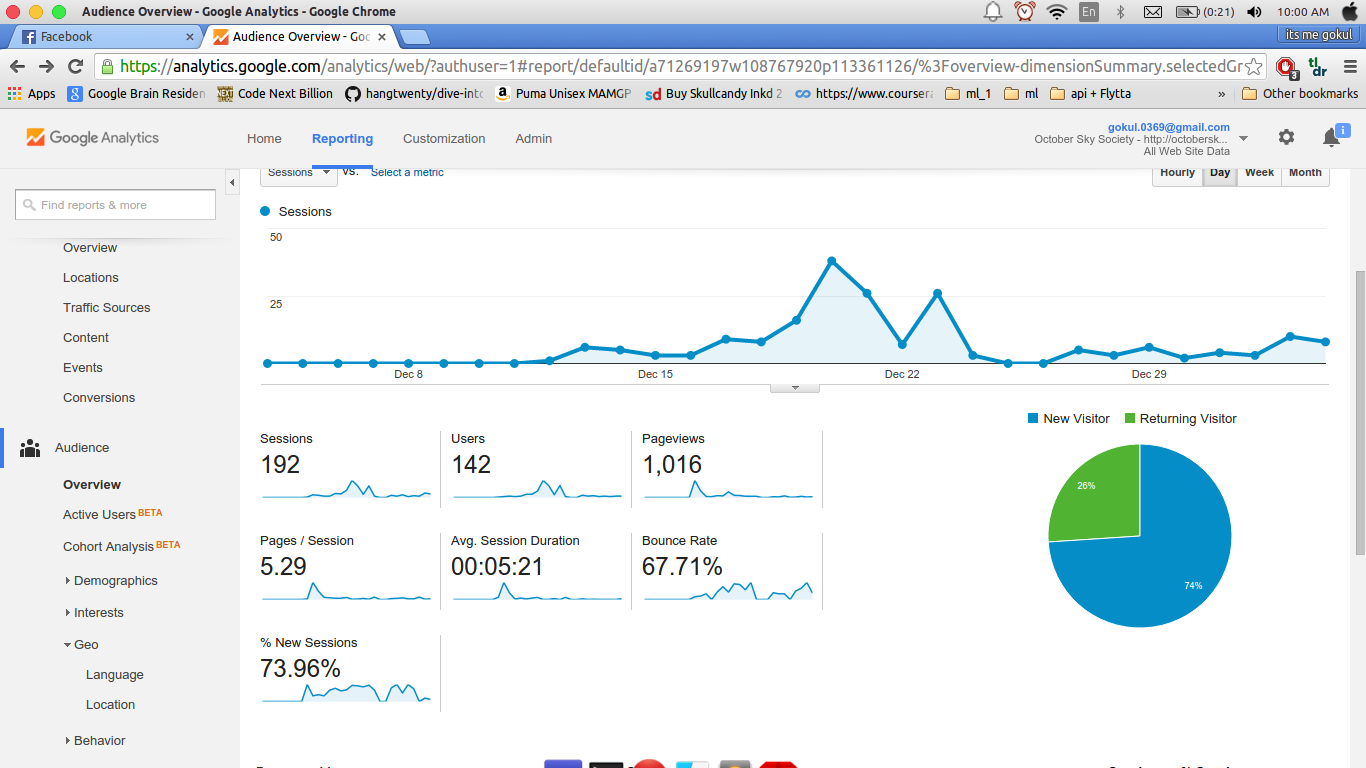 Audience Overview - Google Analytics - Google Chrome
En
(0:21)
10:00 AM
Facebook
Audience Overview - Goo
its me gokul
https://analytics.google.com/analytics/web/?authuser=1#report/defaultid/a71269197w108767920p113361126/%3Foverview-dimensionSummary.selectedGr
3
tldr
Apps
Google Brain Residen
Code Next Billion
hangtwenty/dive-into
Puma Unisex MAMGP
Buy Skullcandy Inkd 2
https://www.coursera
ml_1
ml
api + Flytta
»
Other bookmarks
Google Analytics
Home
Reporting
Customization
Admin
gokul.0369@gmail.com
October Sky Society - http://octobersk...
All Web Site Data
Find reports & more
Overview
Locations
Traffic Sources
Content
Events
Conversions
Audience
Overview
Active Users BETA
Cohort Analysis BETA
Demographics
Interests
Geo
Language
Location
Behavior
Sessions
vs.
Select a metric
Hourly
Day
Week
Month
Sessions
50
25
Dec 8
Dec 15
Dec 22
Dec 29
New Visitor
Returning Visitor
26%
74%
Sessions
192
Users
142
Pageviews
1,016
Pages / Session
5.29
Avg. Session Duration
00:05:21
Bounce Rate
67.71%
% New Sessions
73.96%